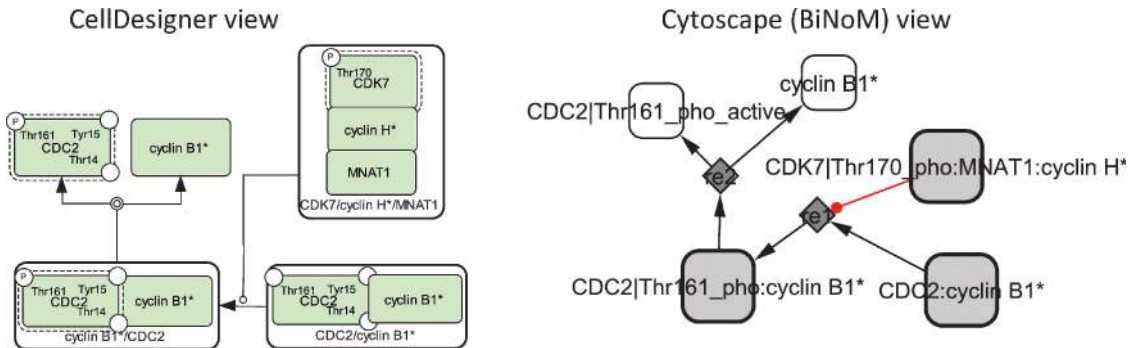 CellDesigner view
Cytoscape (BiNoM) view
P
Thr170
CDK7
cyclin H*
MNAT1
CDK7/cyclin H*/MNAT1
P
Thr161
Tyr15
CDC2
Thr14
cyclin B1*
P
Thr161
Tyr15
CDC2
Thr14
cyclin B1*
cyclin B1*/CDC2
Thr161
Tyr15
CDC2
Thr14
cyclin B1*
CDC2/cyclin B1*
cyclin B1*
CDC2|Thr161_pho_active
re2
CDK7|Thr170_pho:MNAT1:cyclin H*
re1
CDC2|Thr161_pho:cyclin B1*
CDC2:cyclin B1*